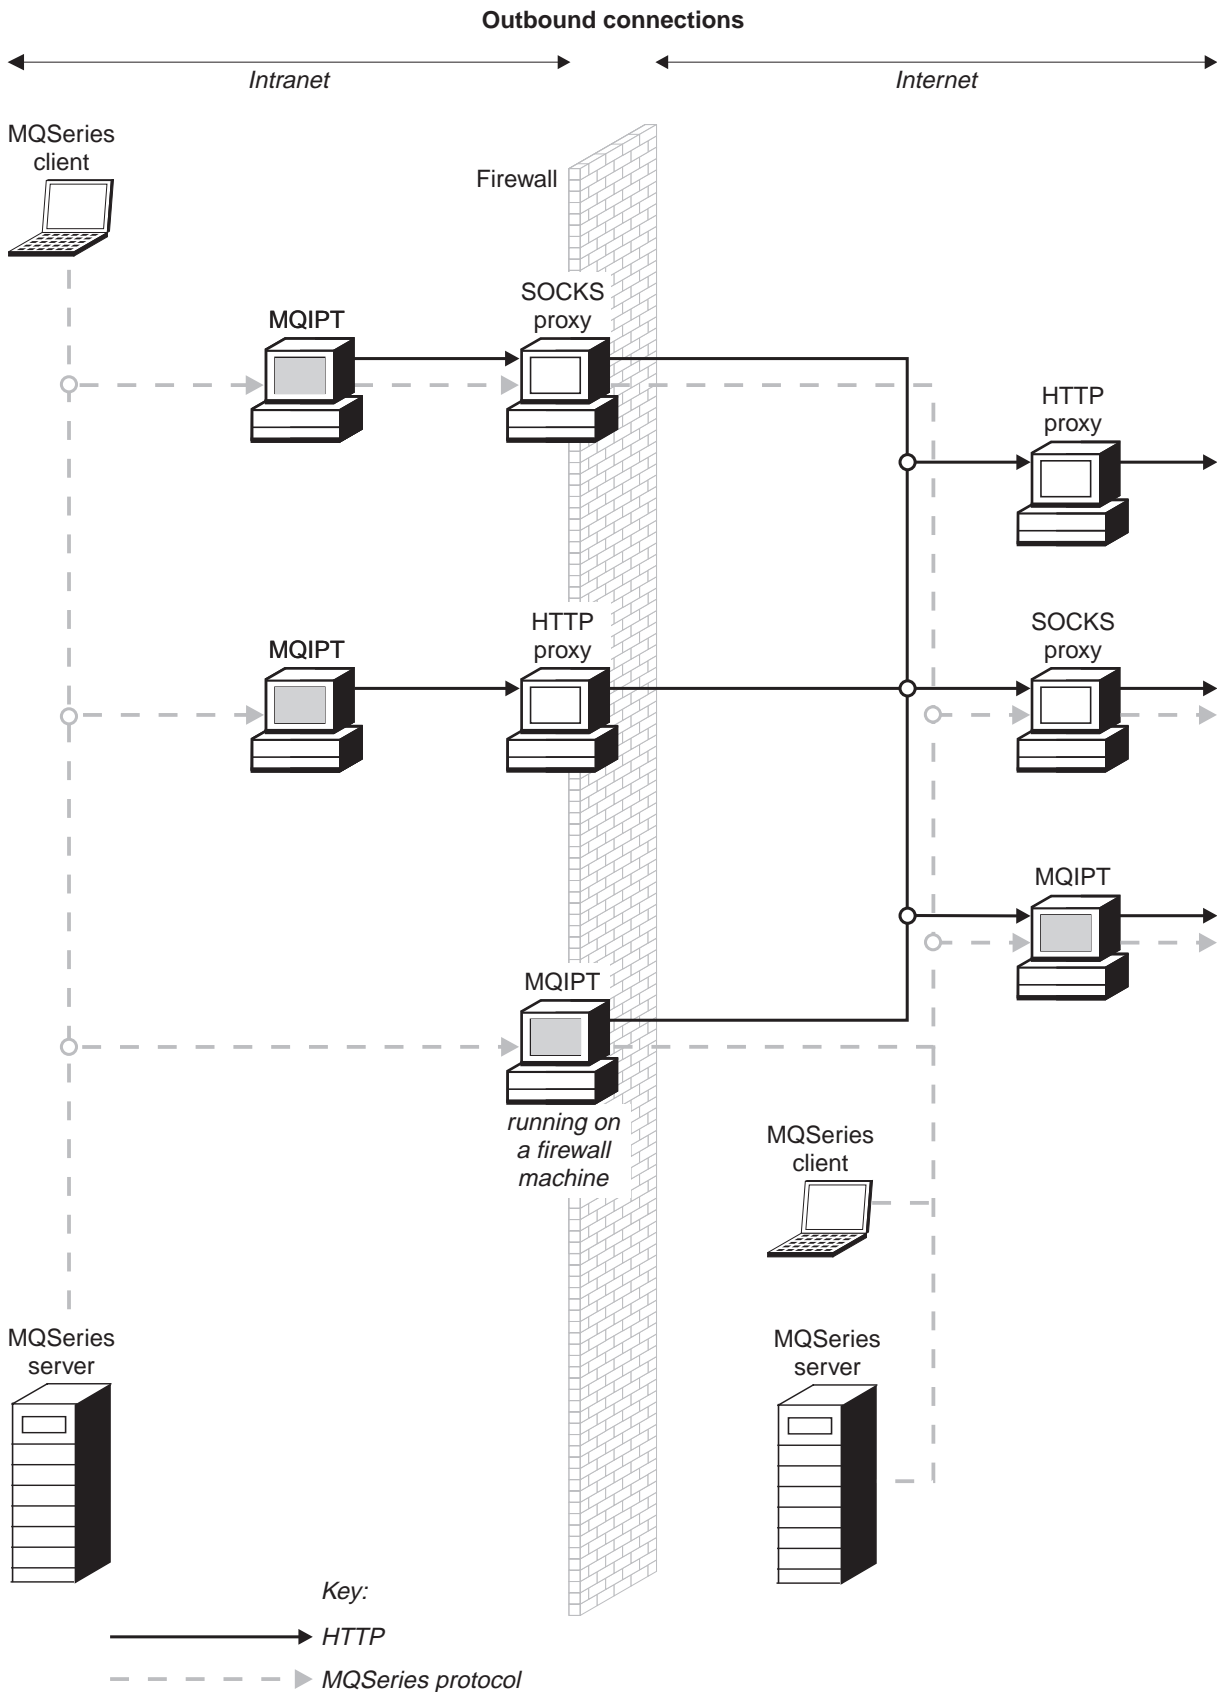 Outbound connections
Intranet
Internet
MQSeries
client
Firewall
SOCKS
proxy
MQIPT
HTTP
proxy
HTTP
proxy
MQIPT
SOCKS
proxy
MQIPT
MQIPT
running on
a firewall
machine
MQSeries
client
MQSeries
server
MQSeries
server
Key:
HTTP
MQSeries protocol